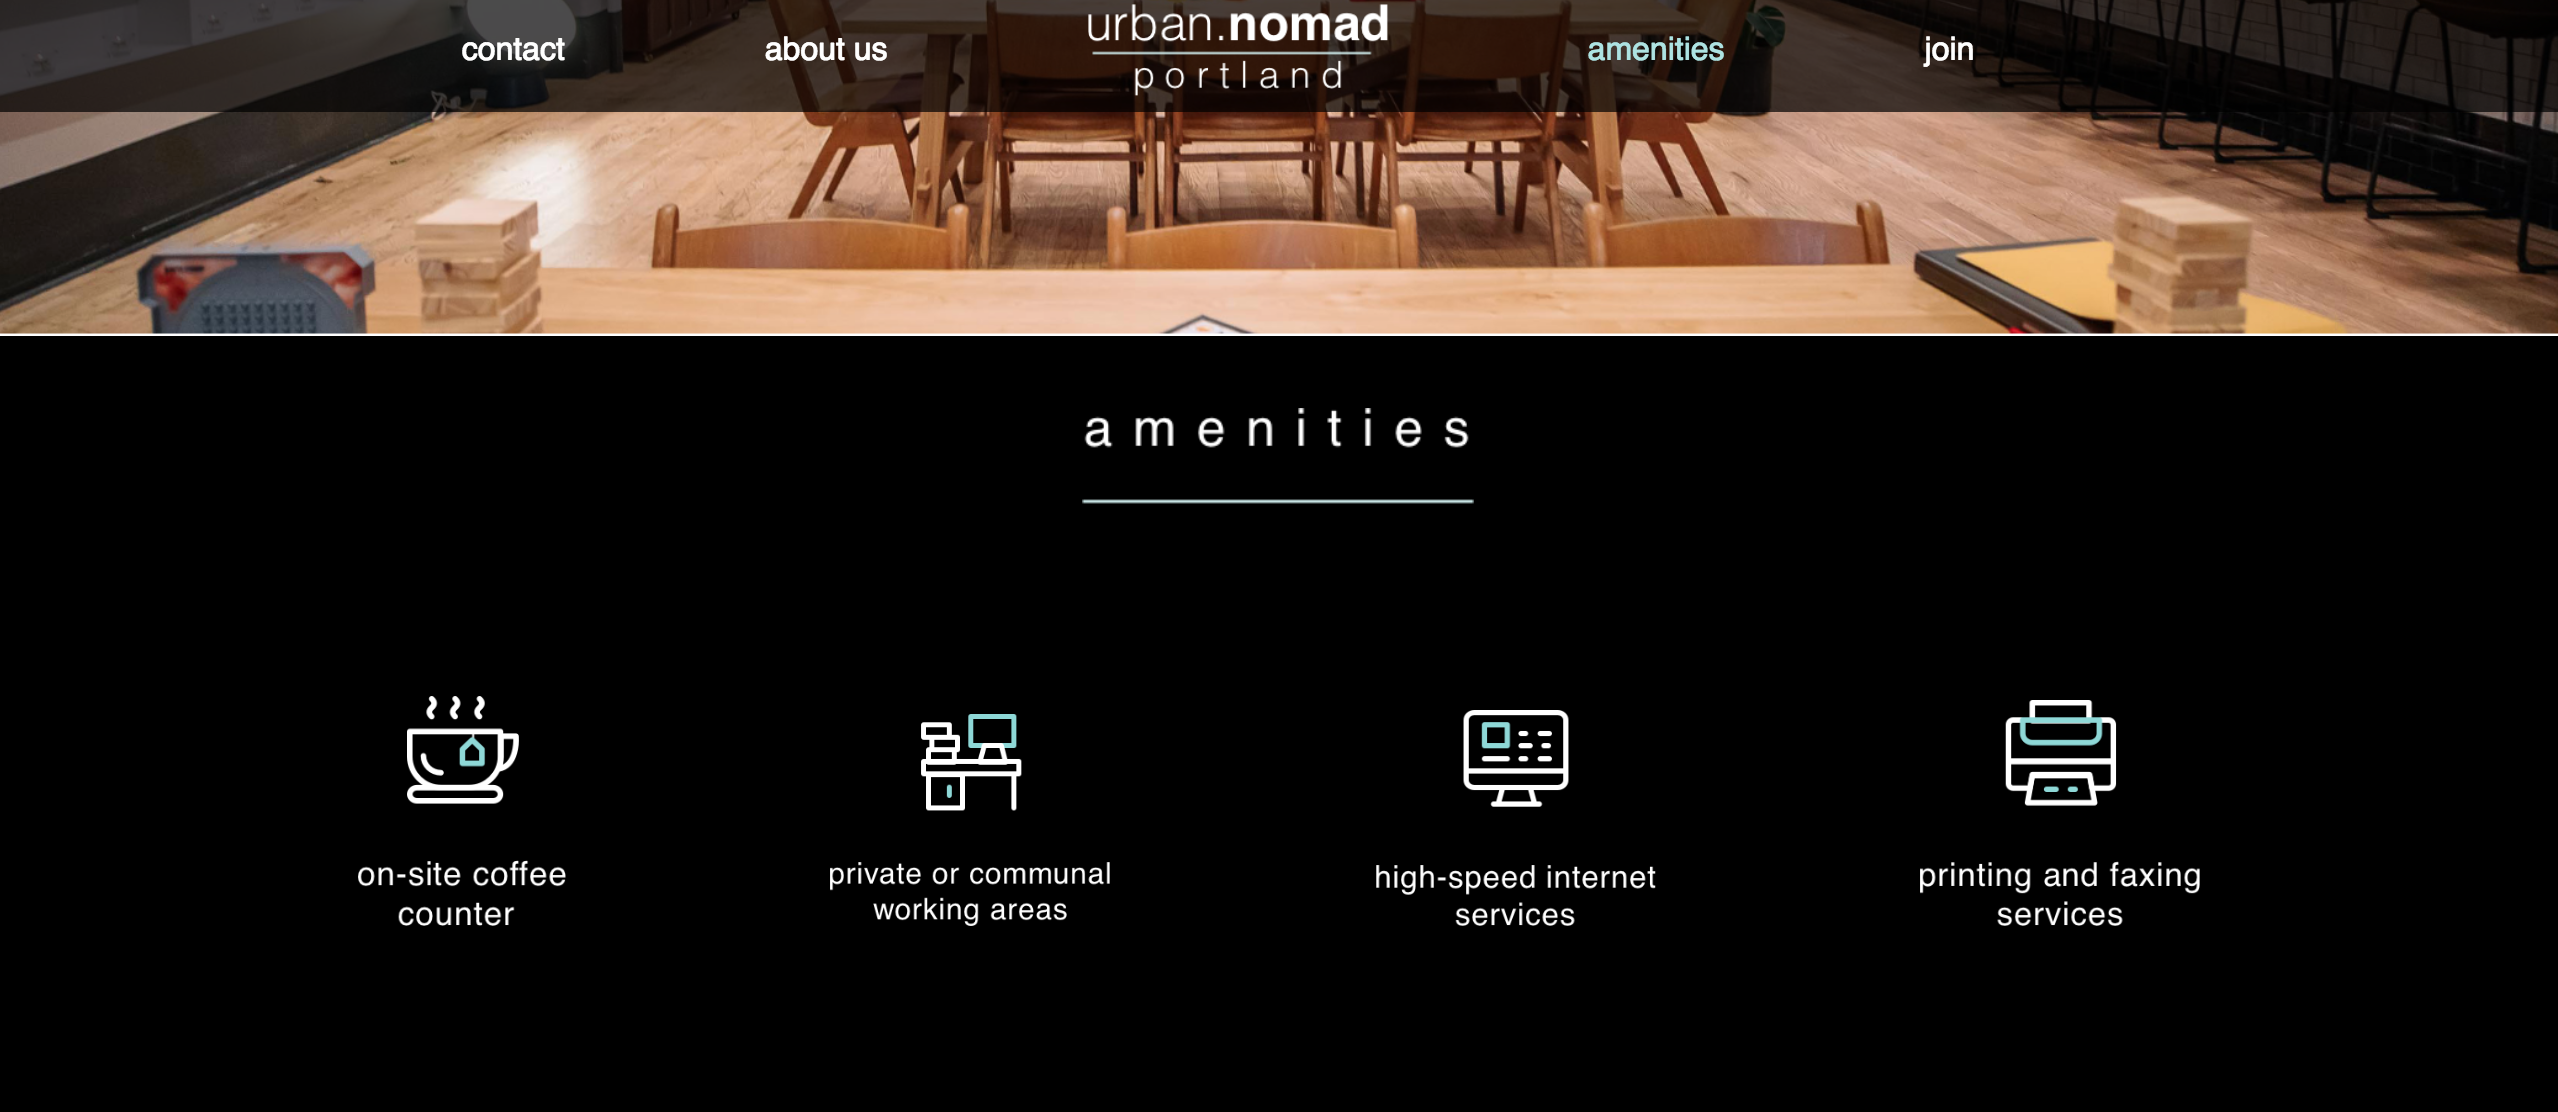 contact
about us
urban.nomad
portland
amenities
join
amenities
on-site coffee
counter
private or communal
working areas
high-speed internet
services
printing and faxing
services